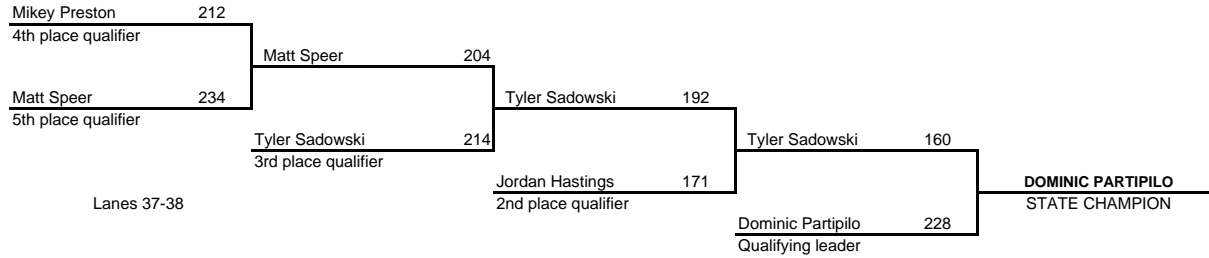 Mikey Preston 212
4th place qualifier
Matt Speer 204
Matt Speer 234
Tyler Sadowski 192
5th place qualifier
Tyler Sadowski 214
Tyler Sadowski 160
3rd place qualifier
Jordan Hastings 171
DOMINIC PARTIPILO
Lanes 37-38
2nd place qualifier
STATE CHAMPION
Dominic Partipilo 228
Qualifying leader